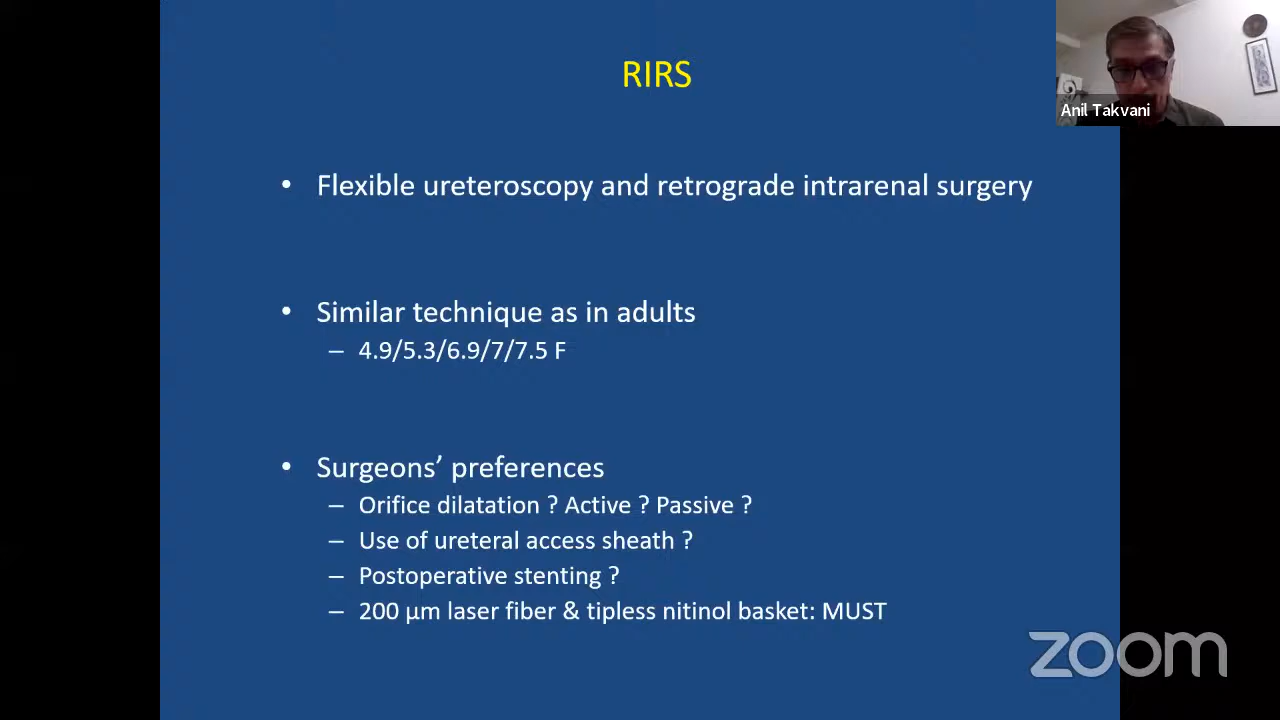 RIRS
Anil Takvani
• Flexible ureteroscopy and retrograde intrarenal surgery
• Similar technique as in adults
– 4.9/5.3/6.9/7/7.5 F
• Surgeons’ preferences
– Orifice dilatation ? Active ? Passive ?
– Use of ureteral access sheath ?
– Postoperative stenting ?
– 200 µm laser fiber & tipless nitinol basket: MUST
zoom